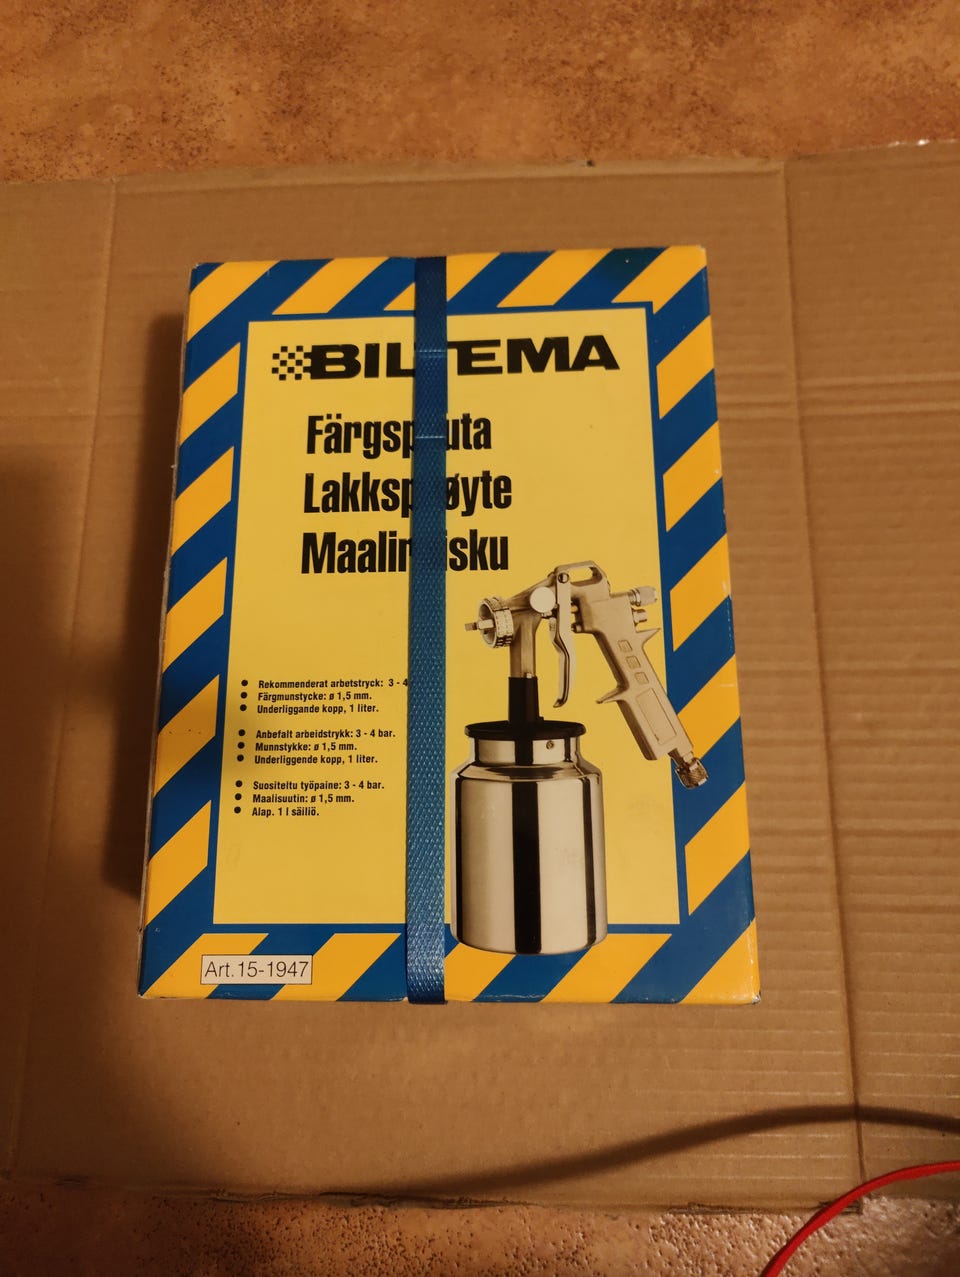 BILTEMA
Färgspruta
Lakksprøyte
Maaliruisku
Rekommenderat arbetstryck: 3 - 4
Färgmunstycke: ø 1,5 mm.
Underliggande kopp, 1 liter.
Anbefalt arbeidstrykk: 3 - 4 bar.
Munnstykke: ø 1,5 mm.
Underliggende kopp, 1 liter.
Suositeltu työpaine: 3 - 4 bar.
Maalisuutin: ø 1,5 mm.
Alap. 1 l säiliö.
Art. 15-1947